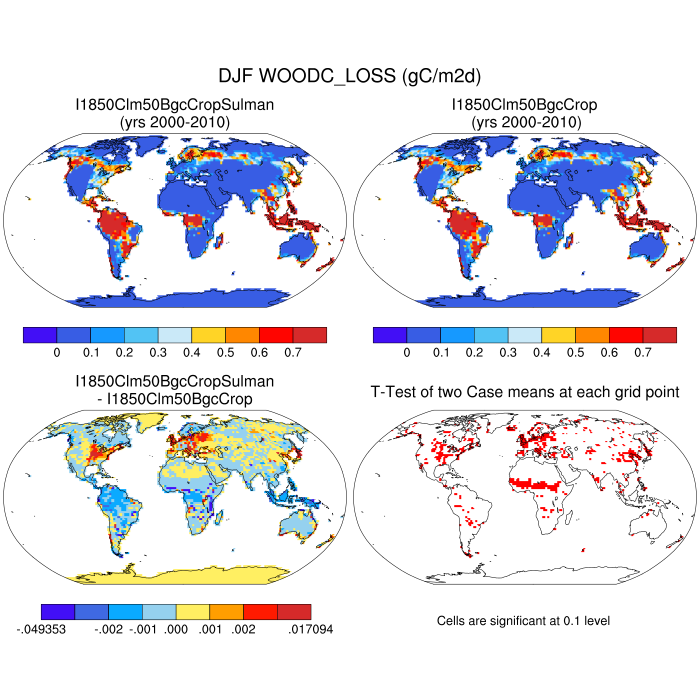 DJF WOODC_LOSS (gC/m2d)
I1850Clm50BgcCropSulman
(yrs 2000-2010)
I1850Clm50BgcCrop
(yrs 2000-2010)
0 0.1 0.2 0.3 0.4 0.5 0.6 0.7
0 0.1 0.2 0.3 0.4 0.5 0.6 0.7
I1850Clm50BgcCropSulman
- I1850Clm50BgcCrop
T-Test of two Case means at each grid point
-.049353 -.002 -.001 .000 .001 .002 .017094
Cells are significant at 0.1 level